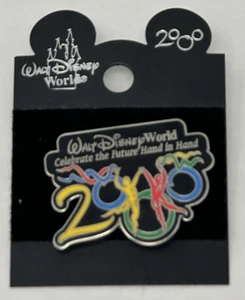 Walt Disney
World
2000
Walt Disney World
Celebrate the Future Hand in Hand
2000